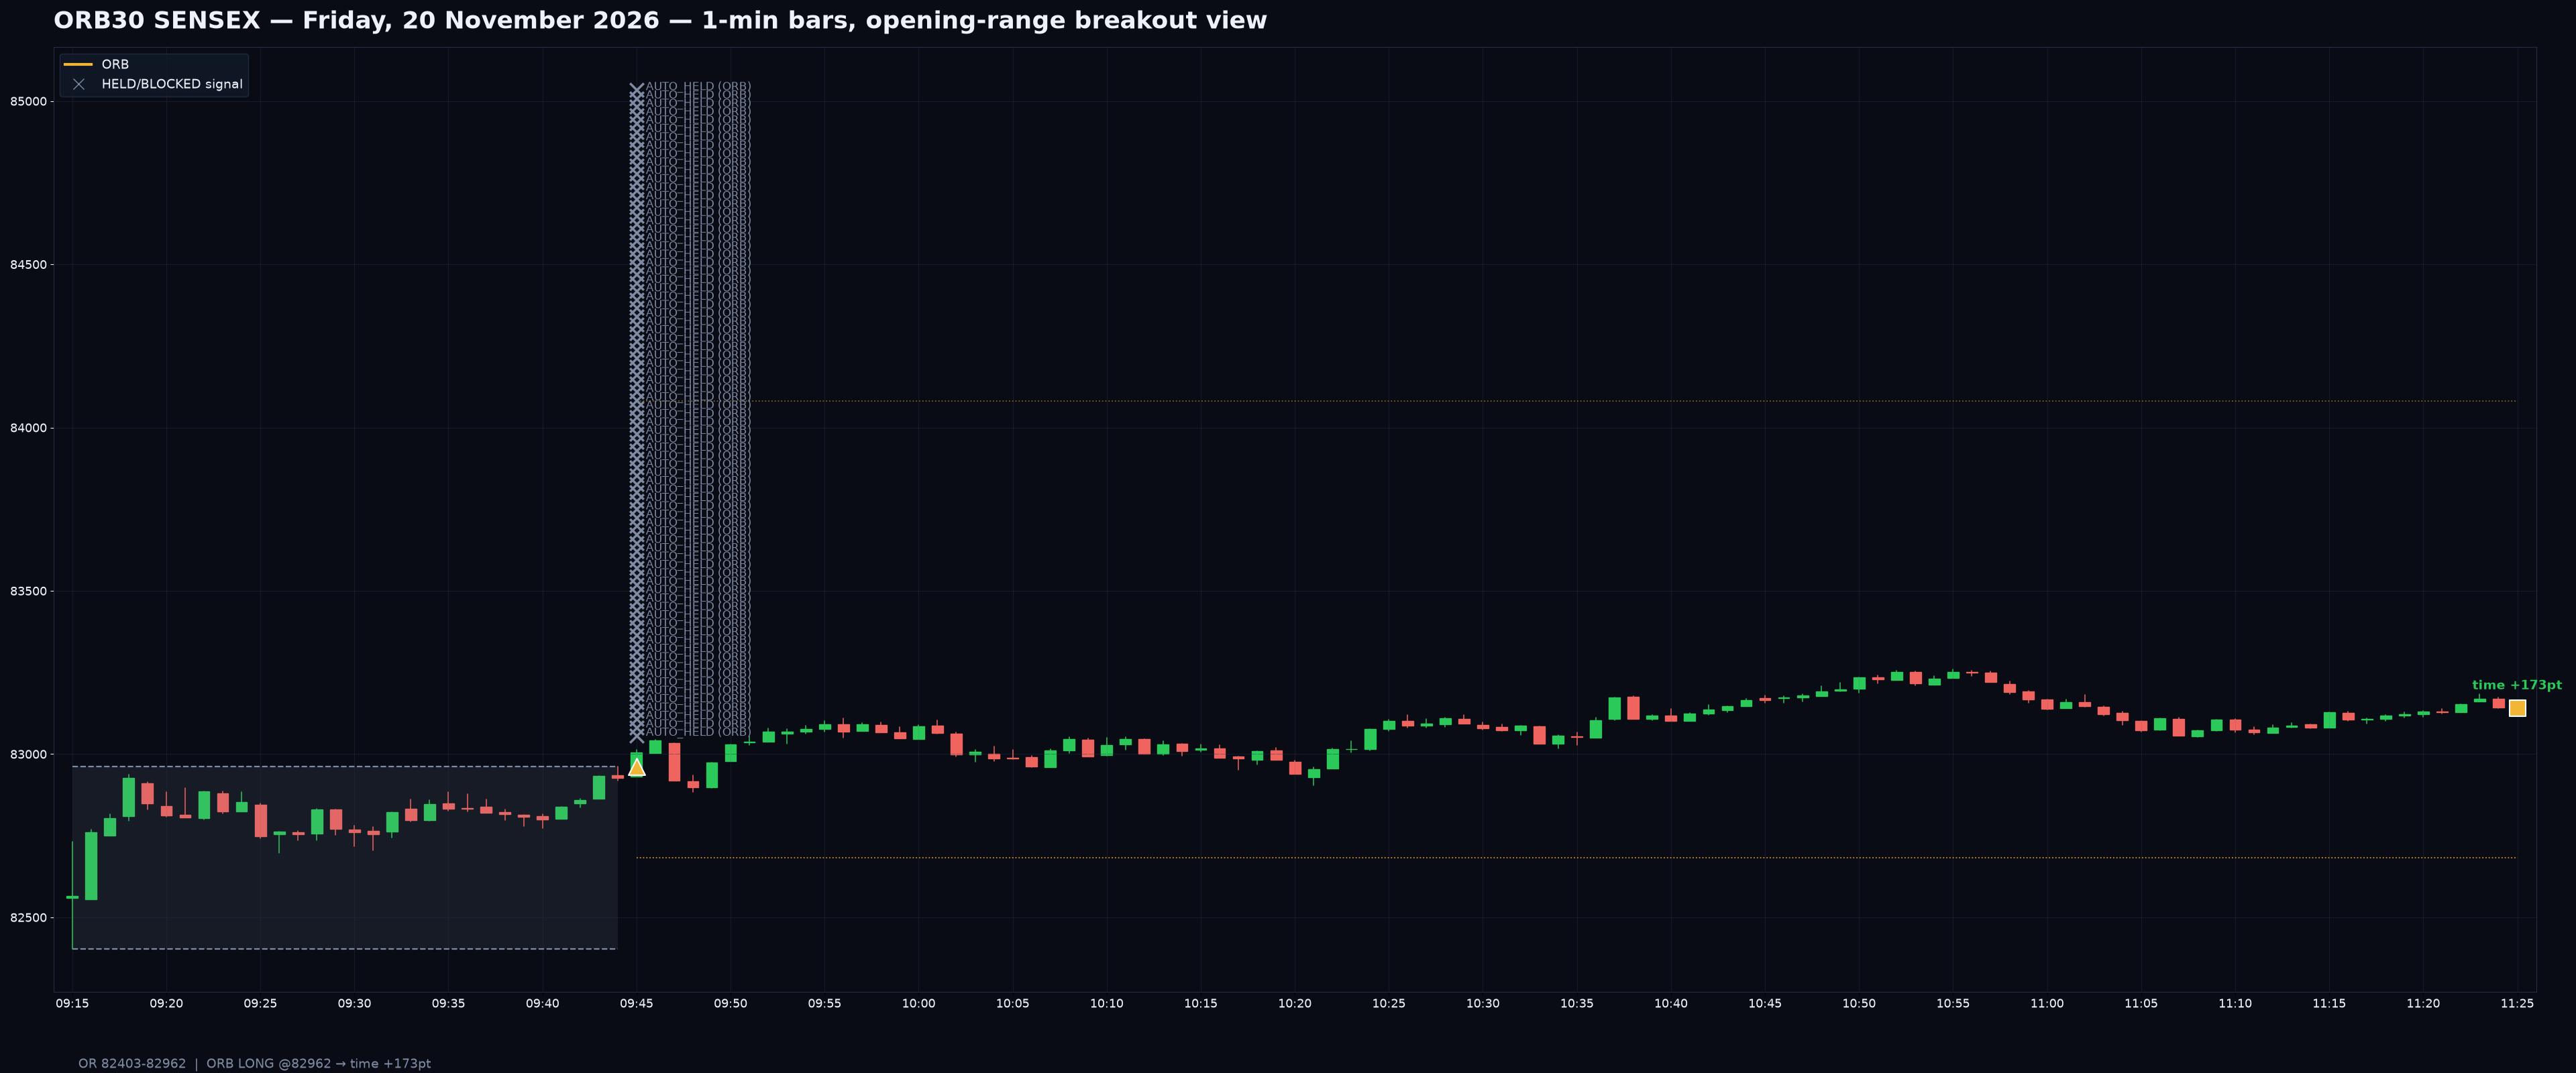 ORB30 SENSEX — Friday, 20 November 2026 — 1-min bars, opening-range breakout view
ORB
HELD/BLOCKED signal
AUTO_HELD (ORB)
85000
84500
84000
83500
83000
82500
time +173pt
09:15 09:20 09:25 09:30 09:35 09:40 09:45 09:50 09:55 10:00 10:05 10:10 10:15 10:20 10:25 10:30 10:35 10:40 10:45 10:50 10:55 11:00 11:05 11:10 11:15 11:20 11:25
OR 82403-82962 | ORB LONG @82962 → time +173pt